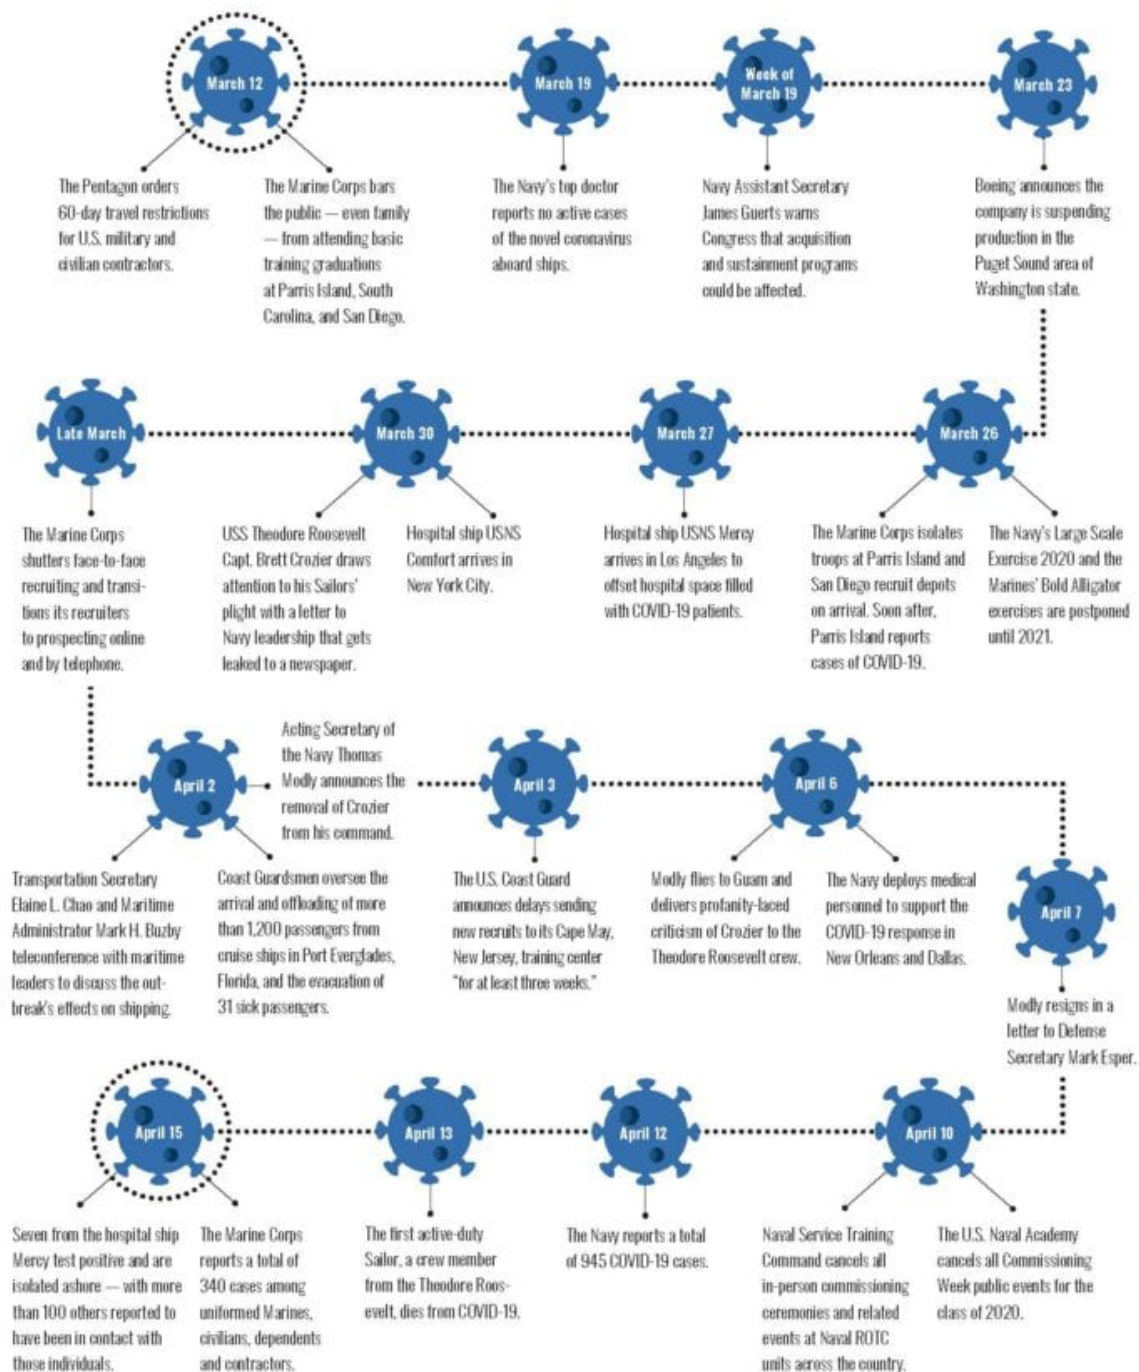 March 12
The Pentagon orders
60-day travel restrictions
for U.S. military and
civilian contractors.
The Marine Corps bars
the public — even family
— from attending basic
training graduations
at Parris Island, South
Carolina, and San Diego.
March 19
The Navy's top doctor
reports no active cases
of the novel coronavirus
aboard ships.
Week of
March 19
Navy Assistant Secretary
James Guerts warns
Congress that acquisition
and sustainment programs
could be affected.
March 23
Boeing announces the
company is suspending
production in the
Puget Sound area of
Washington state.
March 26
The Marine Corps isolates
troops at Parris Island and
San Diego recruit depots
on arrival. Soon after,
Parris Island reports
cases of COVID-19.
The Navy's Large Scale
Exercise 2020 and the
Marines' Bold Alligator
exercises are postponed
until 2021.
March 27
Hospital ship USNS Mercy
arrives in Los Angeles to
offset hospital space filled
with COVID-19 patients.
March 30
USS Theodore Roosevelt
Capt. Brett Crozier draws
attention to his Sailors'
plight with a letter to
Navy leadership that gets
leaked to a newspaper.
Hospital ship USNS
Comfort arrives in
New York City.
Late March
The Marine Corps
shutters face-to-face
recruiting and transi-
tions its recruiters
to prospecting online
and by telephone.
April 2
Acting Secretary of
the Navy Thomas
Modly announces the
removal of Crozier
from his command.
Transportation Secretary
Elaine L. Chao and Maritime
Administrator Mark H. Buzby
teleconference with maritime
leaders to discuss the out-
break's effects on shipping.
Coast Guardsmen oversee the
arrival and offloading of more
than 1,200 passengers from
cruise ships in Port Everglades,
Florida, and the evacuation of
31 sick passengers.
April 3
The U.S. Coast Guard
announces delays sending
new recruits to its Cape May,
New Jersey, training center
"for at least three weeks."
April 6
Modly flies to Guam and
delivers profanity-laced
criticism of Crozier to the
Theodore Roosevelt crew.
The Navy deploys medical
personnel to support the
COVID-19 response in
New Orleans and Dallas.
April 7
Modly resigns in a
letter to Defense
Secretary Mark Esper.
April 10
Naval Service Training
Command cancels all
in-person commissioning
ceremonies and related
events at Naval ROTC
units across the country.
The U.S. Naval Academy
cancels all Commissioning
Week public events for the
class of 2020.
April 12
The Navy reports a total
of 945 COVID-19 cases.
April 13
The first active-duty
Sailor, a crew member
from the Theodore Roos-
evelt, dies from COVID-19.
April 15
Seven from the hospital ship
Mercy test positive and are
isolated ashore — with more
than 100 others reported to
have been in contact with
those individuals.
The Marine Corps
reports a total of
340 cases among
uniformed Marines,
civilians, dependents
and contractors.